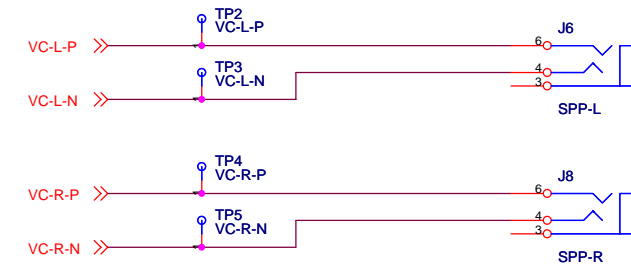 TP2
VC-L-P
J6
VC-L-P
6
TP3
VC-L-N
4
VC-L-N
3
SPP-L
TP4
VC-R-P
J8
VC-R-P
6
TP5
VC-R-N
4
VC-R-N
3
SPP-R